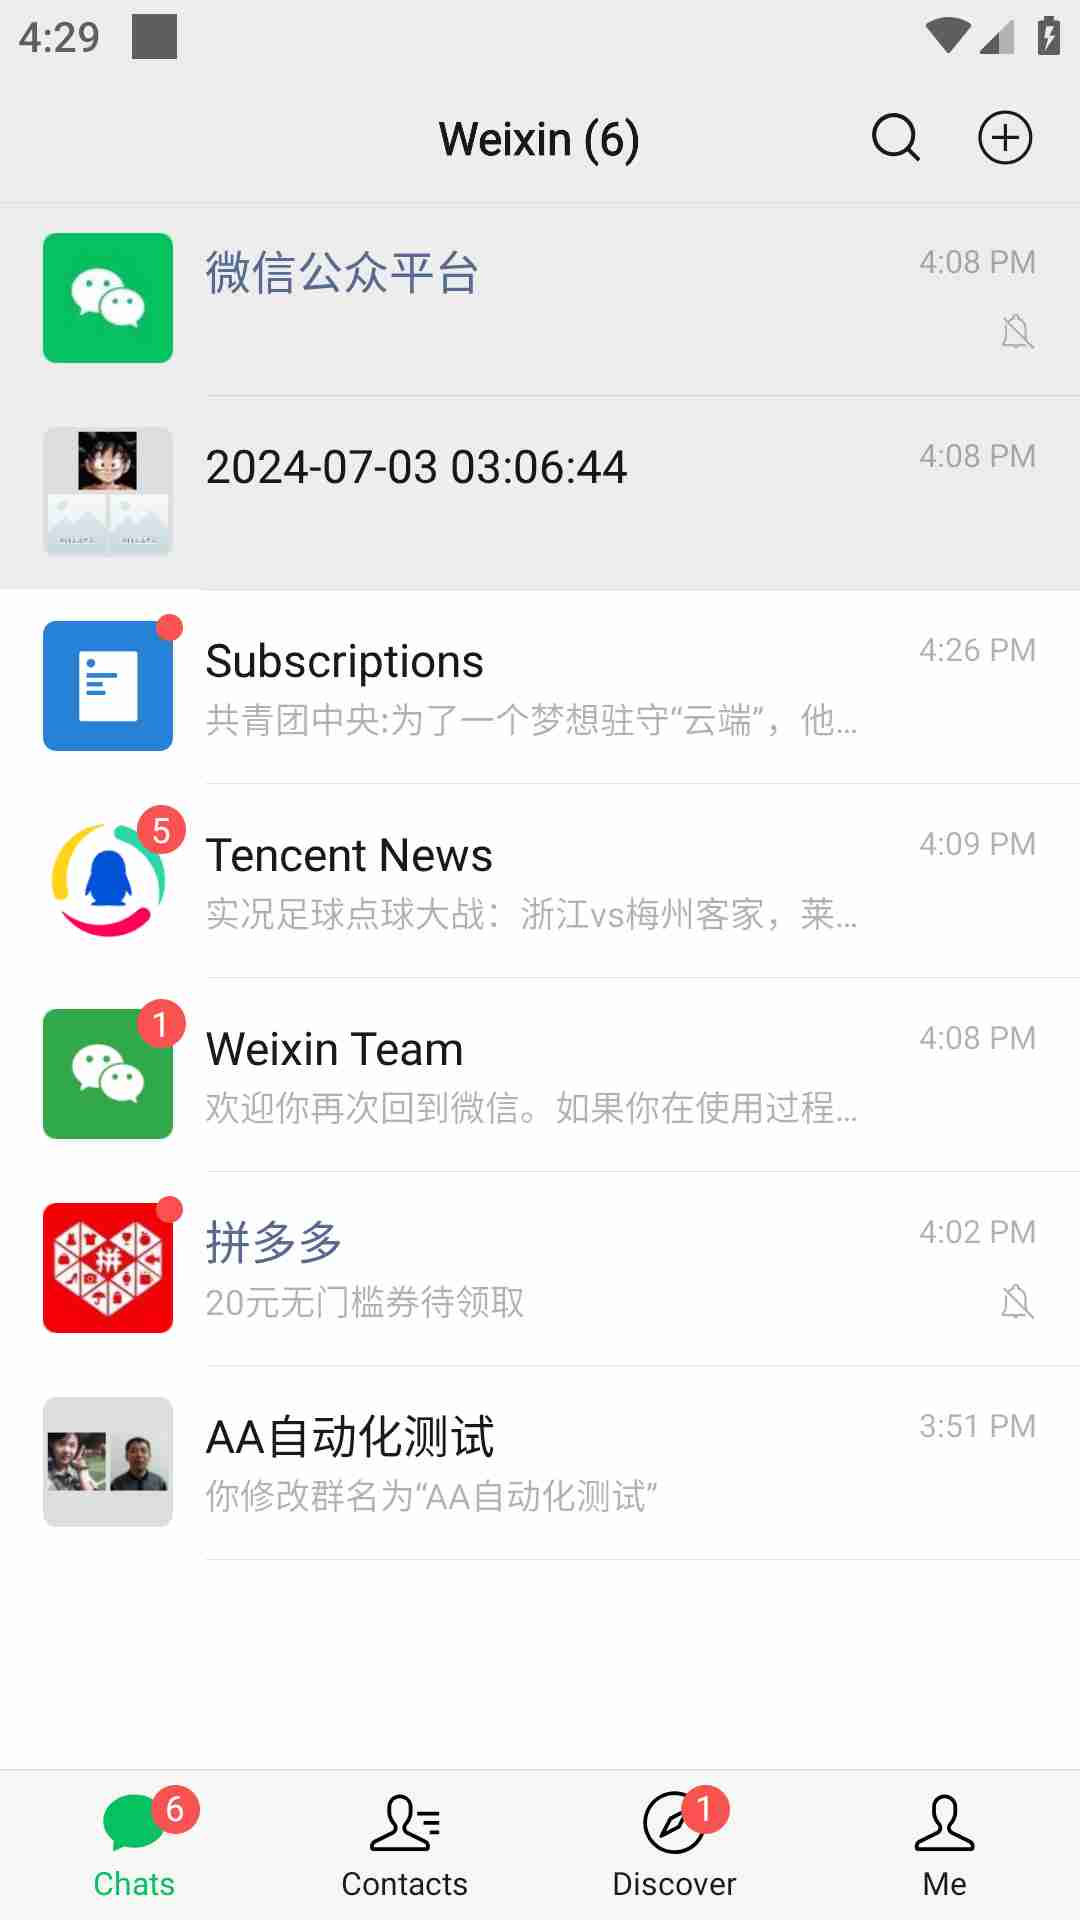 4:29
Weixin (6)
微信公众平台
4:08 PM
2024-07-03 03:06:44
4:08 PM
Subscriptions
4:26 PM
共青团中央:为了一个梦想驻守“云端”，他...
5
Tencent News
4:09 PM
实况足球点球大战：浙江vs梅州客家，莱...
1
Weixin Team
4:08 PM
欢迎你再次回到微信。如果你在使用过程...
拼
拼多多
4:02 PM
20元无门槛券待领取
AA自动化测试
3:51 PM
你修改群名为“AA自动化测试”
6
1
Chats
Contacts
Discover
Me